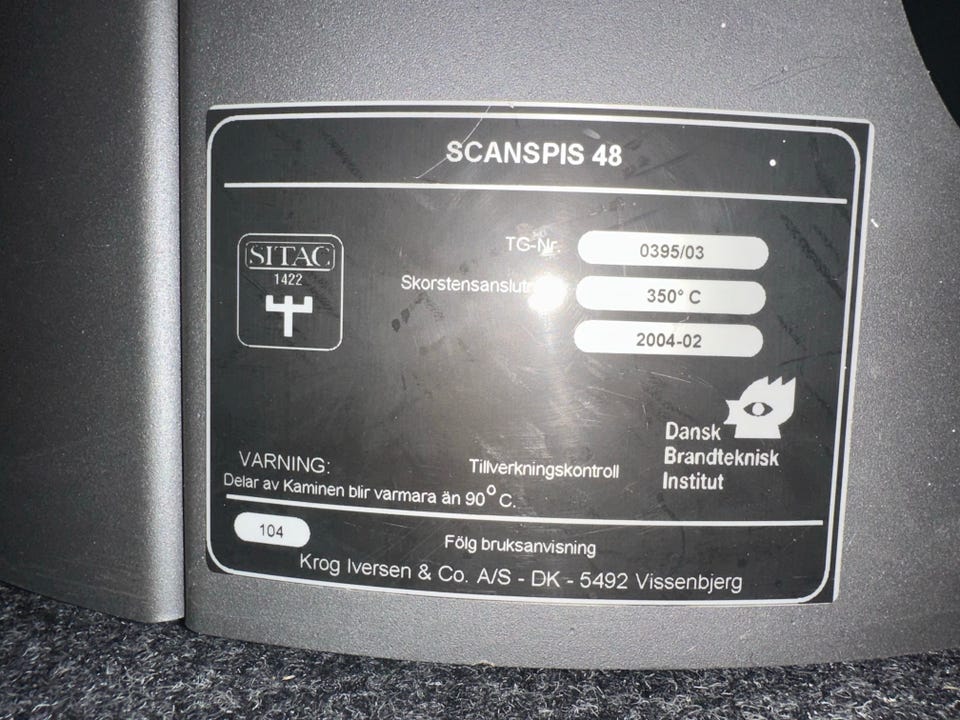 SCANSPIS 48
SITAC
1422
TG-Nr. 0395/03
350° C
2004-02
Dansk
Brandteknisk
Institut
VARNING:
Delar av Kaminen blir varmara än 90° C.
Tillverkningskontroll
104
Följ bruksanvisning
Krog Iversen & Co. A/S - DK - 5492 Vissenbjerg